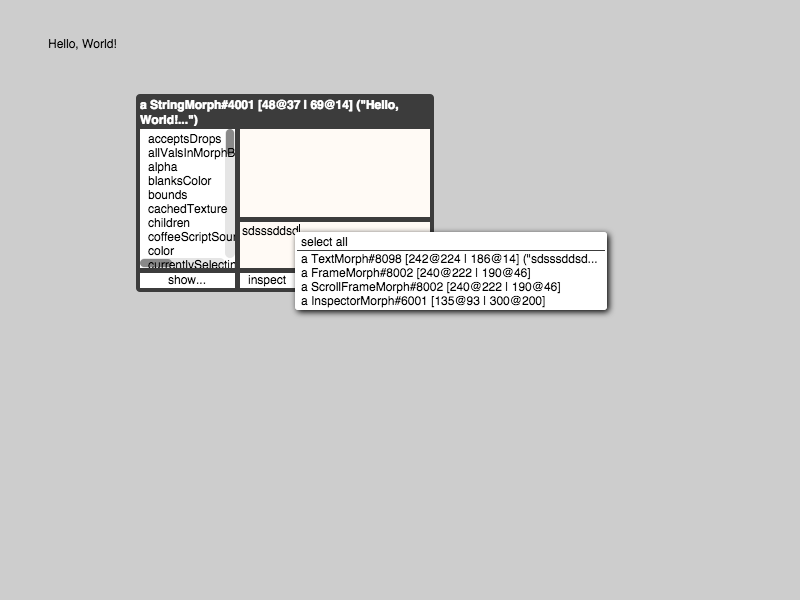 Hello, World!
a StringMorph#4001 [48@37 | 69@14] ("Hello,
World!...")
acceptsDrops
allValsInMorphB
alpha
blanksColor
bounds
cachedTexture
children
coffeeScriptSour
color
currentlySelectin
sdsssddsd
select all
a TextMorph#8098 [242@224 | 186@14] ("sdsssddsd...
a FrameMorph#8002 [240@222 | 190@46]
a ScrollFrameMorph#8002 [240@222 | 190@46]
a InspectorMorph#6001 [135@93 | 300@200]
show...
inspect